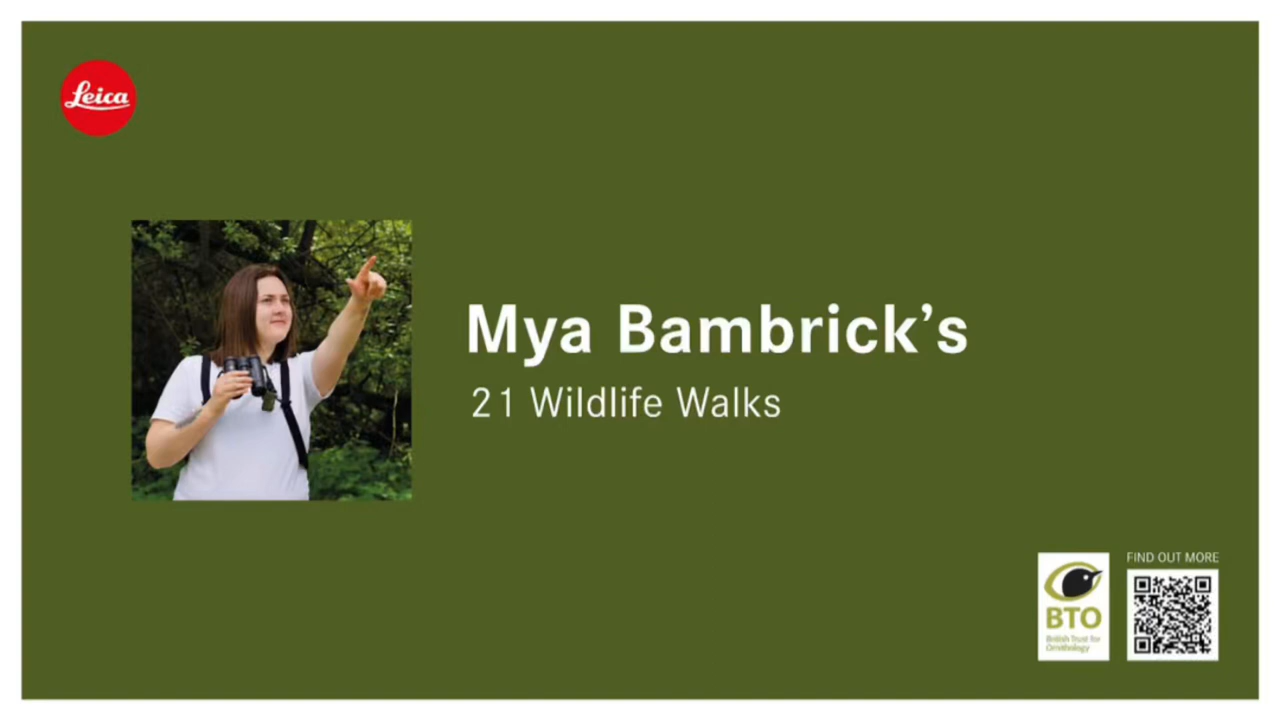 Leica
Mya Bambrick’s
21 Wildlife Walks
FIND OUT MORE
BTO
British Trust for
Ornithology